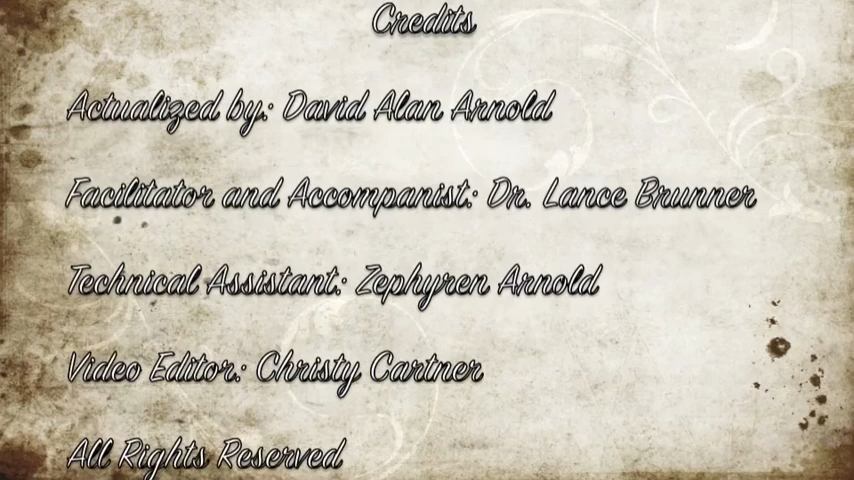 Credits
Actualized by: David Alan Arnold
Facilitator and Accompanist: Dr. Lance Brunner
Technical Assistant: Zephyren Arnold
Video Editor: Christy Cartner
All Rights Reserved